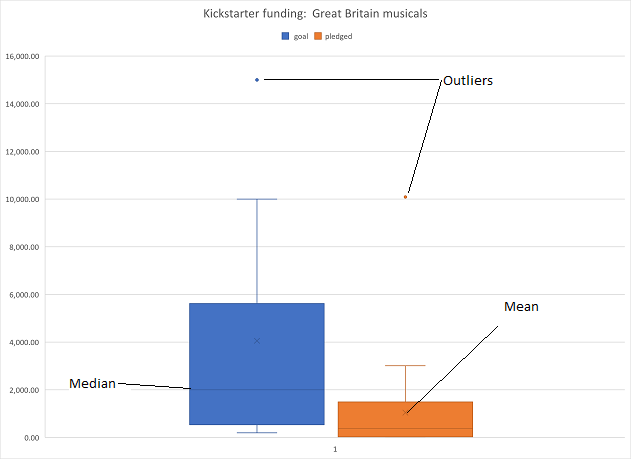 Kickstarter funding:  Great Britain musicals
goal pledged
16,000.00
Outliers
14,000.00
12,000.00
10,000.00
8,000.00
6,000.00
Mean
4,000.00
Median
2,000.00
0.00
1